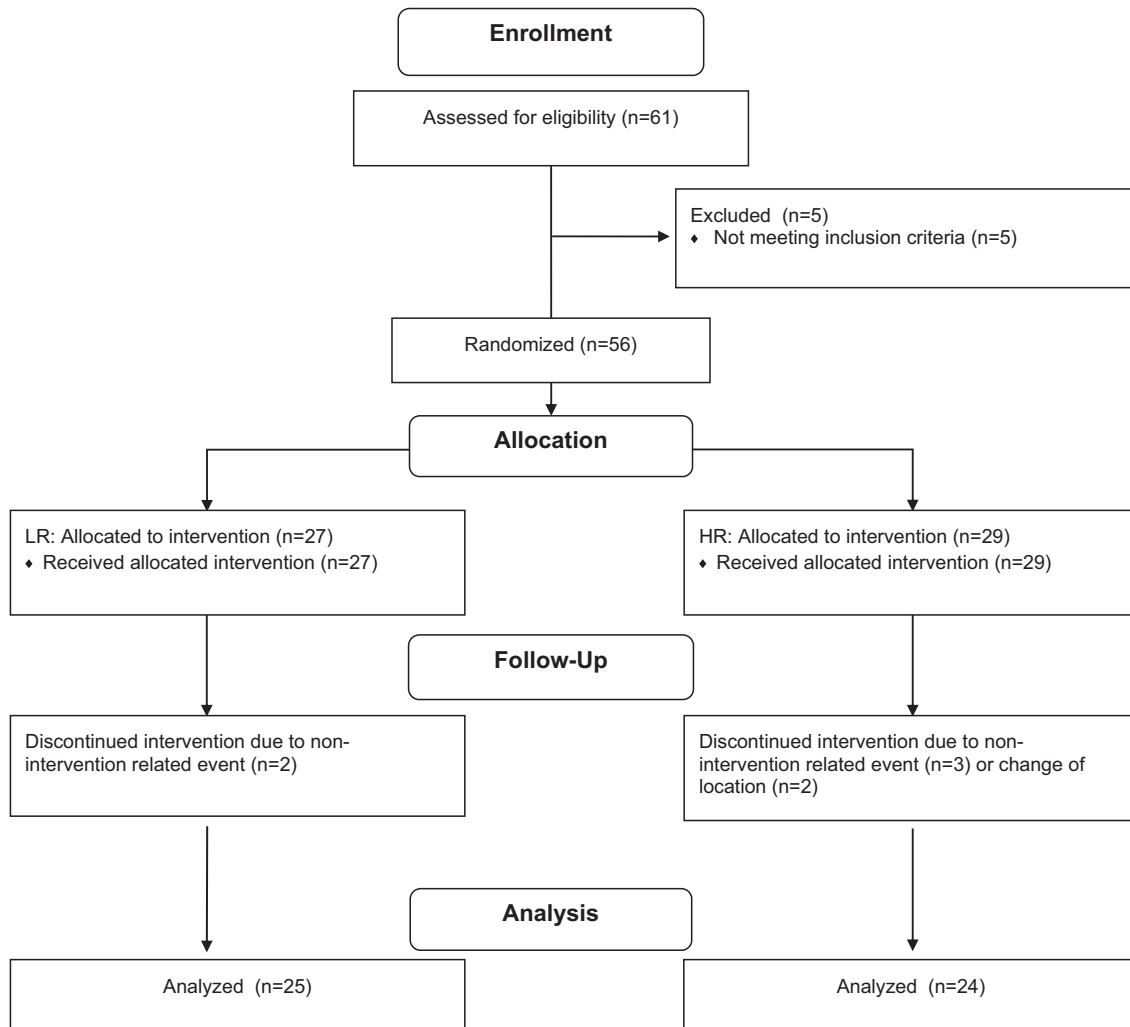 Enrollment
Assessed for eligibility (n=61)
Excluded (n=5)
♦ Not meeting inclusion criteria (n=5)
Randomized (n=56)
Allocation
LR: Allocated to intervention (n=27)
♦ Received allocated intervention (n=27)
HR: Allocated to intervention (n=29)
♦ Received allocated intervention (n=29)
Follow-Up
Discontinued intervention due to non-
intervention related event (n=2)
Discontinued intervention due to non-
intervention related event (n=3) or change of
location (n=2)
Analysis
Analyzed (n=25)
Analyzed (n=24)